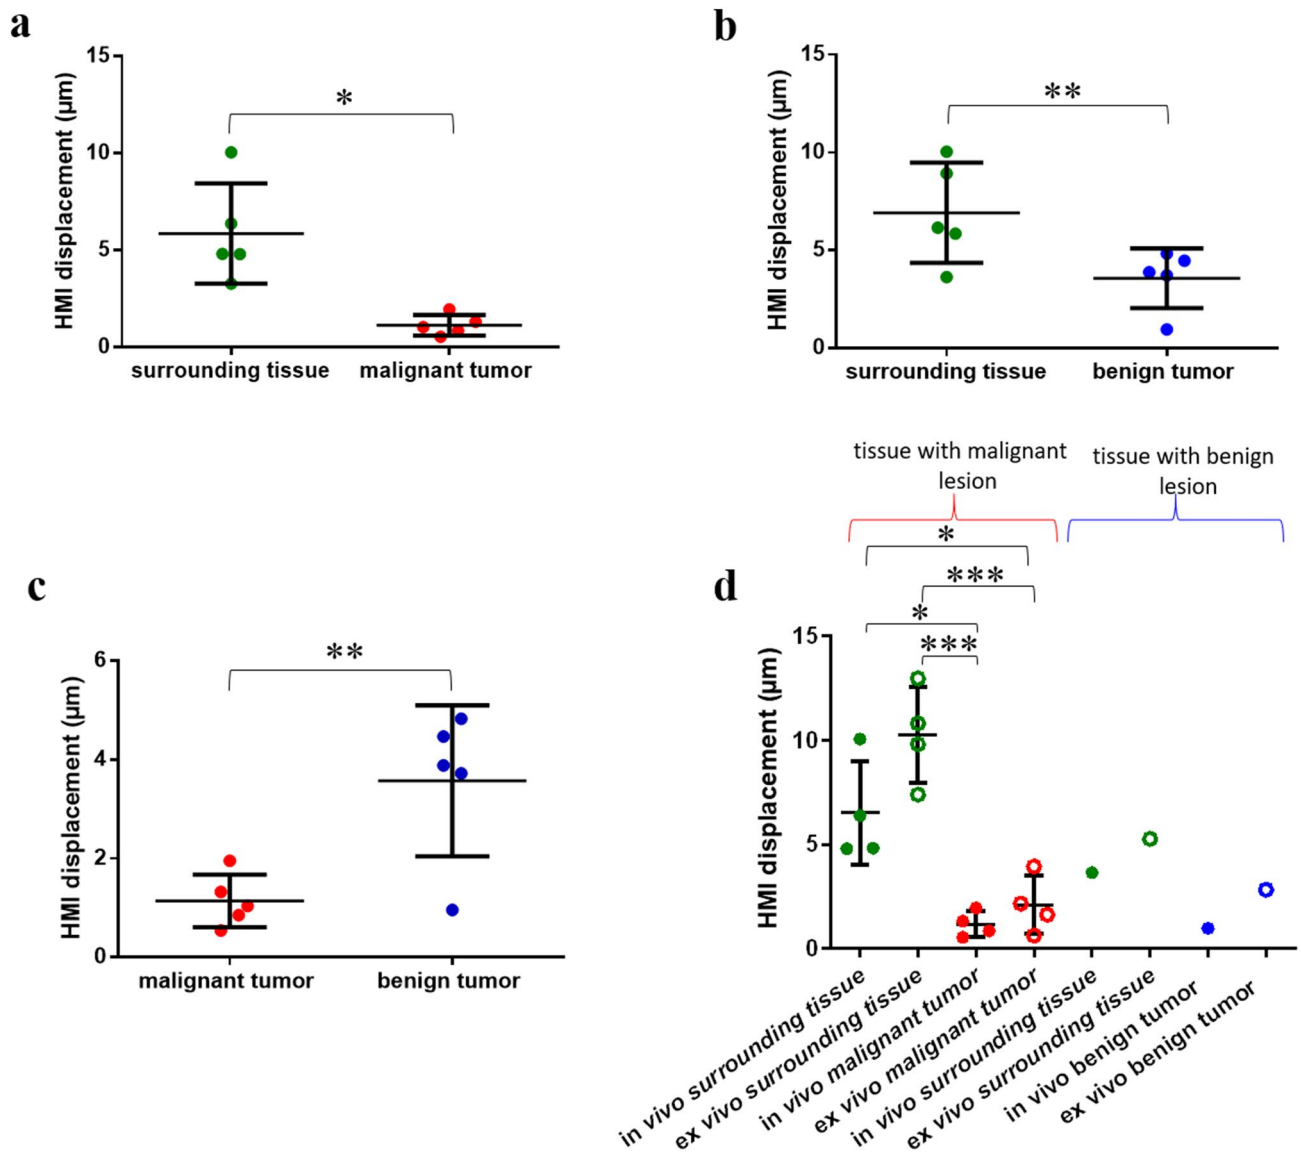 a
15
10
5
0
HMI displacement (µm)
*
surrounding tissue
malignant tumor
b
15
10
5
0
HMI displacement (µm)
**
surrounding tissue
benign tumor
c
6
4
2
0
HMI displacement (µm)
**
malignant tumor
benign tumor
tissue with malignant
lesion
tissue with benign
lesion
d
*
***
*
***
15
10
5
0
HMI displacement (µm)
in vivo surrounding tissue
ex vivo surrounding tissue
in vivo malignant tumor
ex vivo malignant tumor
in vivo surrounding tissue
ex vivo surrounding tissue
in vivo benign tumor
ex vivo benign tumor